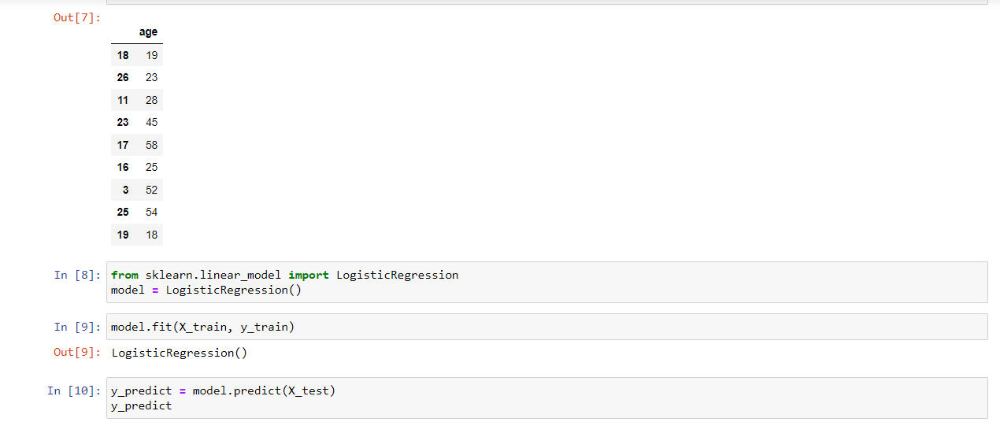 Out[7]:
age
18 19
26 23
11 28
23 45
17 58
16 25
3 52
25 54
19 18
In [8]: from sklearn.linear_model import LogisticRegression
model = LogisticRegression()
In [9]: model.fit(X_train, y_train)
Out[9]: LogisticRegression()
In [10]: y_predict = model.predict(X_test)
y_predict